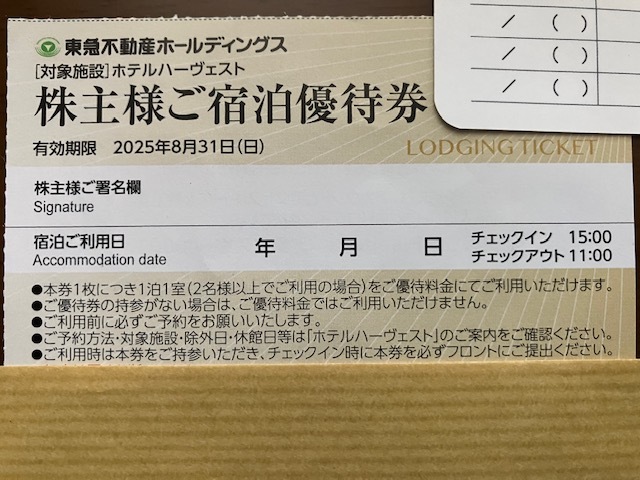 東急不動産ホールディングス
[対象施設]ホテルハーヴェスト
株主様ご宿泊優待券
有効期限 2025年8月31日(日)
LODGING TICKET
株主様ご署名欄
Signature
宿泊ご利用日
Accommodation date
年 月 日
チェックイン 15:00
チェックアウト 11:00
●本券1枚につき1泊1室(2名様以上でご利用の場合)をご優待料金にてご利用いただけます。
●ご優待券の持参がない場合は、ご優待料金ではご利用いただけません。
●ご利用前に必ずご予約をお願いいたします。
●ご予約方法・対象施設・除外日・休館日等は「ホテルハーヴェスト」のご案内をご確認ください。
●ご利用時は本券をご持参いただき、チェックイン時に本券を必ずフロントにご提出ください。
/ ( )
/ ( )
/ ( )